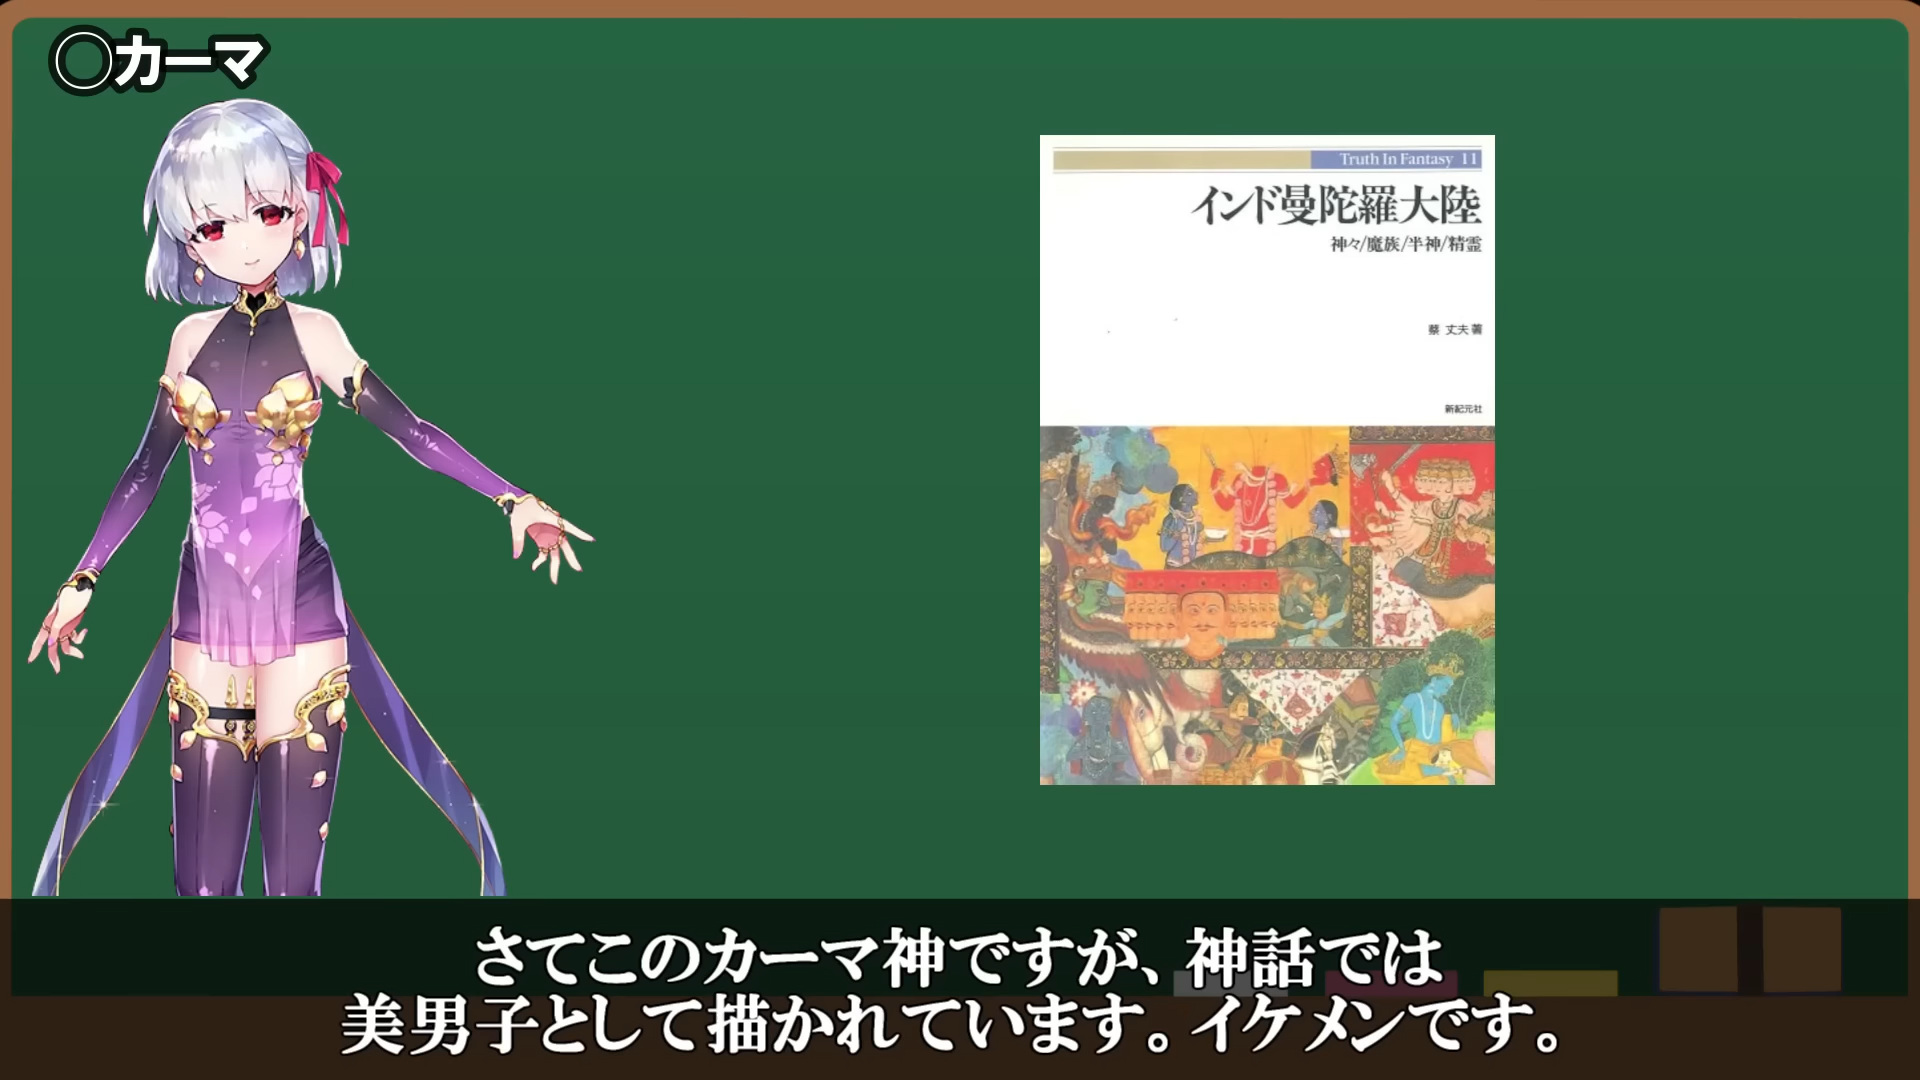 ◯カーマ
Truth In Fantasy 11
インド曼陀羅大陸
神々/魔族/半神/精霊
蔡 丈夫 著
新紀元社
さてこのカーマ神ですが、神話では
美男子として描かれています。イケメンです。